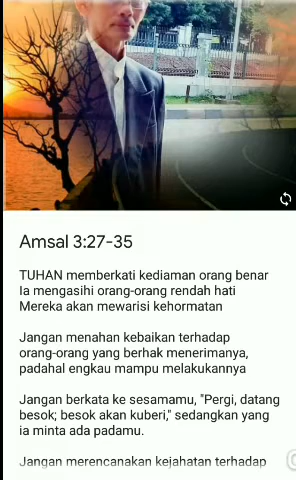 Amsal 3:27-35
TUHAN memberkati kediaman orang benar
Ia mengasihi orang-orang rendah hati
Mereka akan mewarisi kehormatan
Jangan menahan kebaikan terhadap
orang-orang yang berhak menerimanya,
padahal engkau mampu melakukannya
Jangan berkata ke sesamamu, "Pergi, datang
besok; besok akan kuberi," sedangkan yang
ia minta ada padamu.
Jangan merencanakan kejahatan terhadap